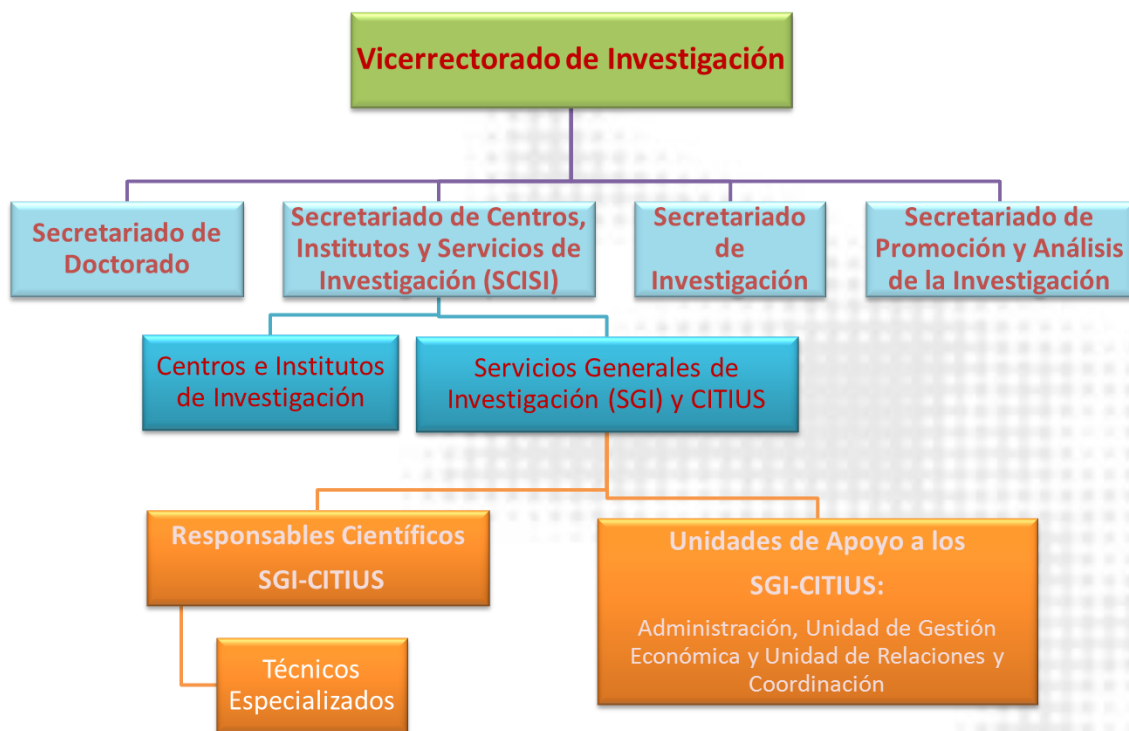 Vicerrectorado de Investigación
Secretariado de
Doctorado
Secretariado de Centros,
Institutos y Servicios de
Investigación (SCISI)
Secretariado
de
Investigación
Secretariado de
Promoción y Análisis
de la Investigación
Centros e Institutos
de Investigación
Servicios Generales de
Investigación (SGI) y CITIUS
Responsables Científicos
SGI-CITIUS
Técnicos
Especializados
Unidades de Apoyo a los
SGI-CITIUS:
Administración, Unidad de Gestión
Económica y Unidad de Relaciones y
Coordinación